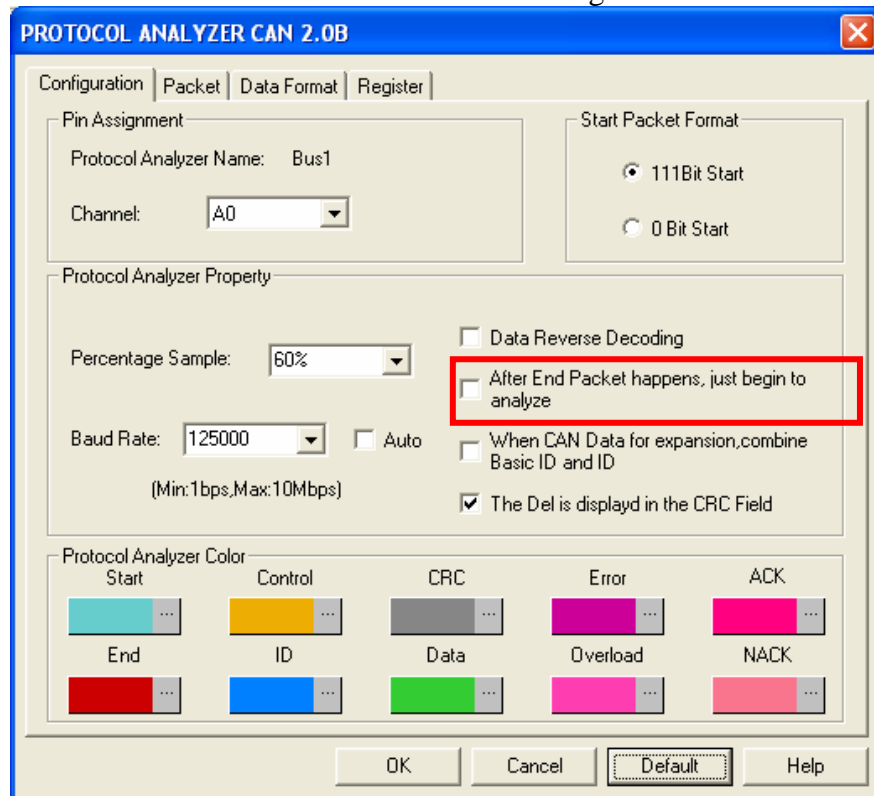 PROTOCOL ANALYZER CAN 2.0B
Configuration Packet Data Format Register
Pin Assignment
Protocol Analyzer Name: Bus1
Channel: A0
Start Packet Format
111Bit Start
0 Bit Start
Protocol Analyzer Property
Percentage Sample: 60%
Baud Rate: 125000 Auto
(Min:1bps,Max:10Mbps)
Data Reverse Decoding
After End Packet happens, just begin to
analyze
When CAN Data for expansion,combine
Basic ID and ID
The Del is displayd in the CRC Field
Protocol Analyzer Color
Start Control CRC Error ACK
... ... ... ... ...
End ID Data Overload NACK
... ... ... ... ...
OK Cancel Default Help